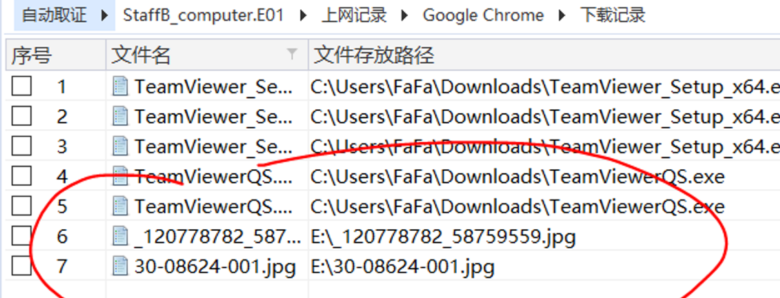 自动取证 StaffB_computer.E01 上网记录 Google Chrome 下载记录
序号 文件名 文件存放路径
1 TeamViewer_Se... C:\Users\FaFa\Downloads\TeamViewer_Setup_x64.e
2 TeamViewer_Se... C:\Users\FaFa\Downloads\TeamViewer_Setup_x64.e
3 TeamViewer_Se... C:\Users\FaFa\Downloads\TeamViewer_Setup_x64.e
4 TeamViewerQS.... C:\Users\FaFa\Downloads\TeamViewerQS.exe
5 TeamViewerQS.... C:\Users\FaFa\Downloads\TeamViewerQS.exe
6 _120778782_587... E:\_120778782_58759559.jpg
7 30-08624-001.jpg E:\30-08624-001.jpg